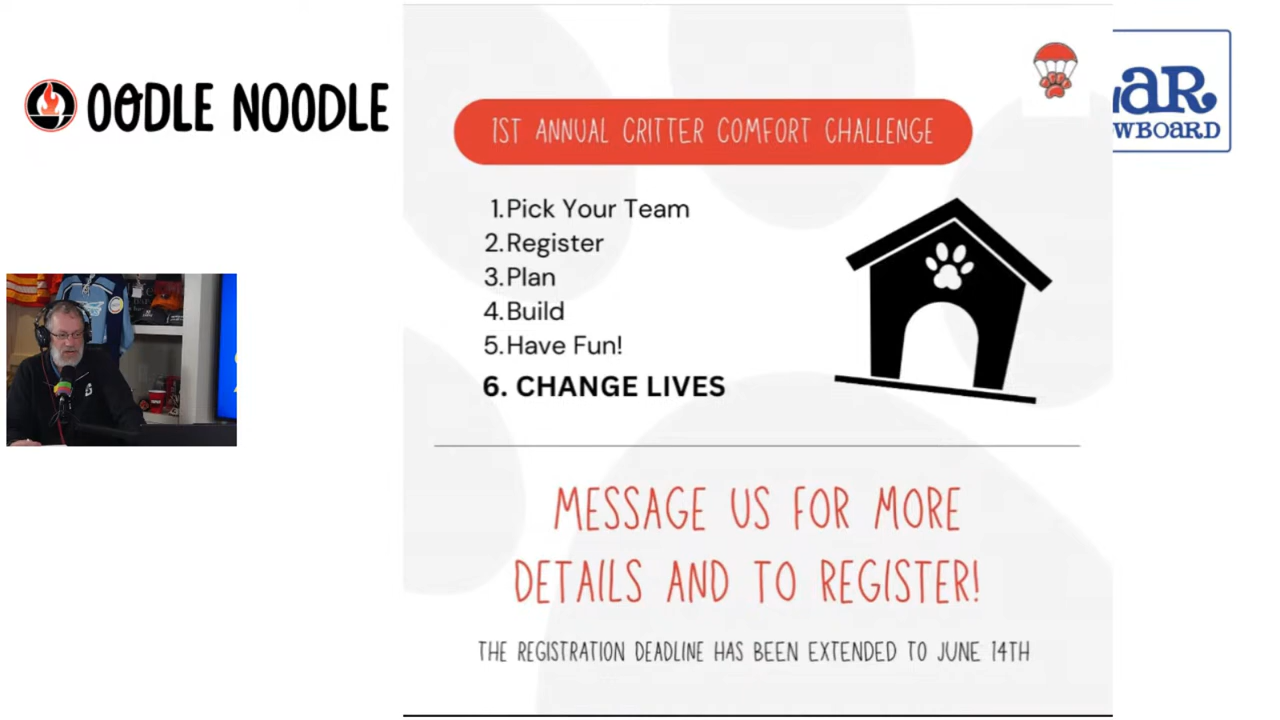 OODLE NOODLE
aR
WBOARD
1ST ANNUAL CRITTER COMFORT CHALLENGE
1. Pick Your Team
2. Register
3. Plan
4. Build
5. Have Fun!
6. CHANGE LIVES
MESSAGE US FOR MORE
DETAILS AND TO REGISTER!
THE REGISTRATION DEADLINE HAS BEEN EXTENDED TO JUNE 14TH